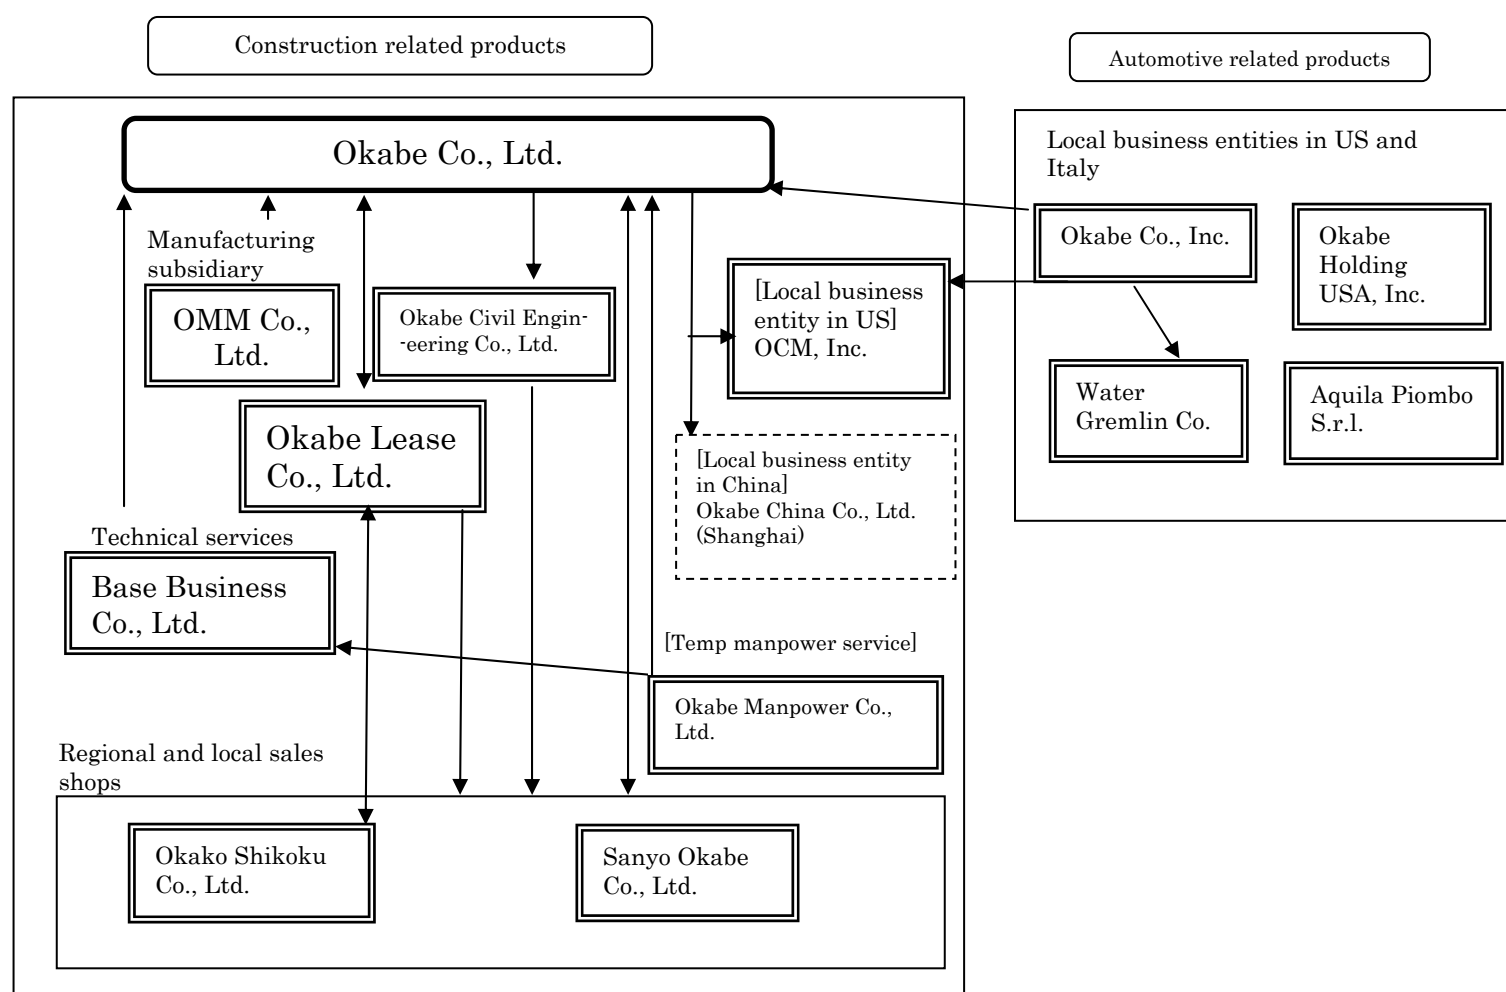 Construction related products
Automotive related products
Okabe Co., Ltd.
Manufacturing
subsidiary
OMM Co.,
Ltd.
Okabe Civil Engin-
-eering Co., Ltd.
[Local business
entity in US]
OCM, Inc.
Okabe Lease
Co., Ltd.
[Local business entity
in China]
Okabe China Co., Ltd.
(Shanghai)
Technical services
Base Business
Co., Ltd.
[Temp manpower service]
Okabe Manpower Co.,
Ltd.
Regional and local sales
shops
Okako Shikoku
Co., Ltd.
Sanyo Okabe
Co., Ltd.
Local business entities in US and
Italy
Okabe Co., Inc.
Okabe
Holding
USA, Inc.
Water
Gremlin Co.
Aquila Piombo
S.r.l.